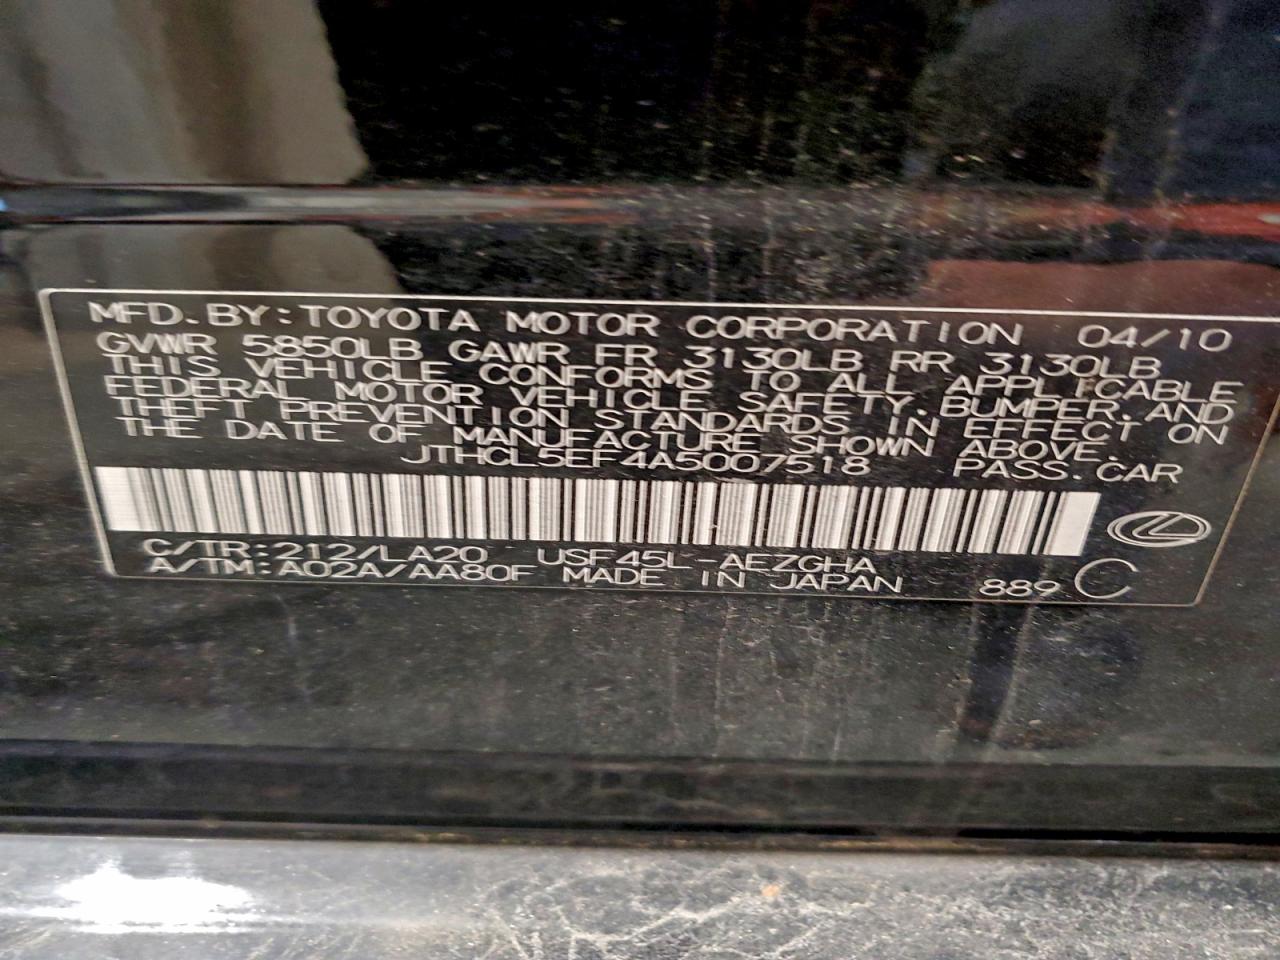 MFD. BY: TOYOTA MOTOR CORPORATION 04/10
GVWR 5850LB GAWR FR 3130LB RR 3130LB
THIS VEHICLE CONFORMS TO ALL APPLICABLE
FEDERAL MOTOR VEHICLE SAFETY, BUMPER, AND
THEFT PREVENTION STANDARDS IN EFFECT ON
THE DATE OF MANUFACTURE SHOWN ABOVE.
JTHCL5EF4A5007518 PASS. CAR
C/TR: 212/LA20 USF45L-AEZGHA
A/TM: A02A/AA80F MADE IN JAPAN 889 C